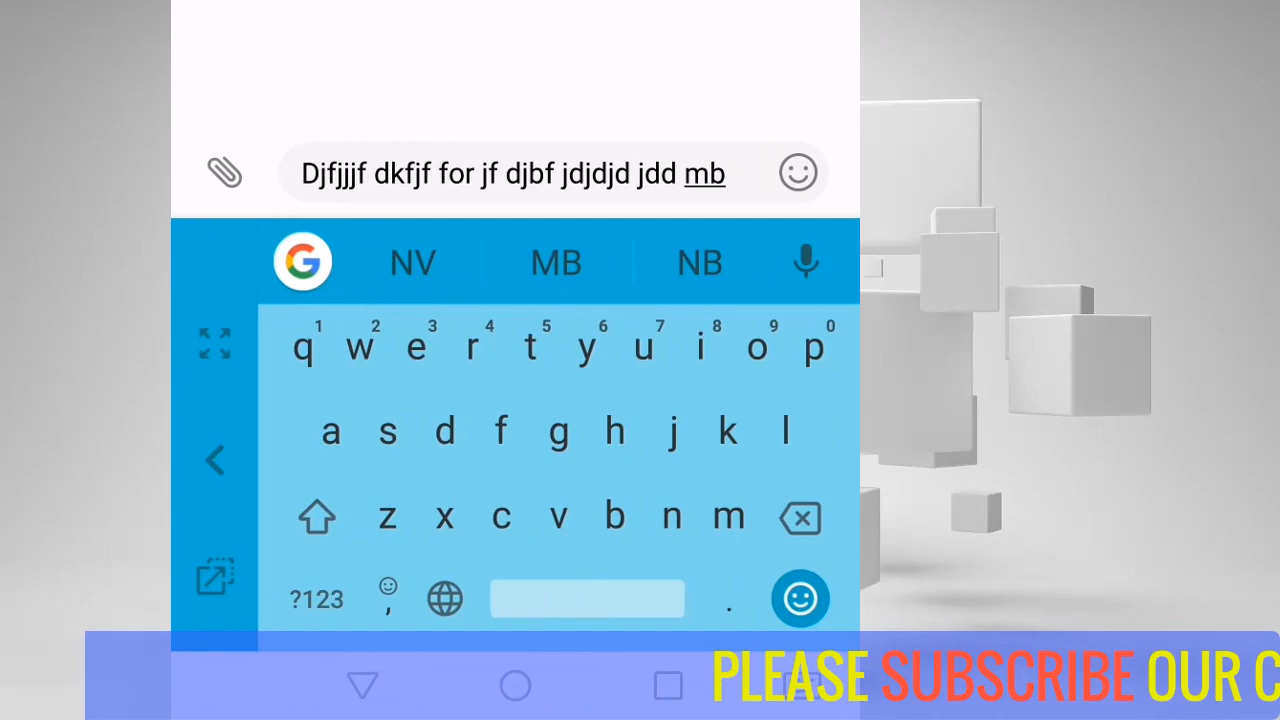 Djfjjjf dkfjf for jf djbf jdjdjd jdd mb
NV MB NB
1 2 3 4 5 6 7 8 9 0
q w e r t y u i o p
a s d f g h j k l
z x c v b n m
?123 , .
PLEASE SUBSCRIBE OUR C